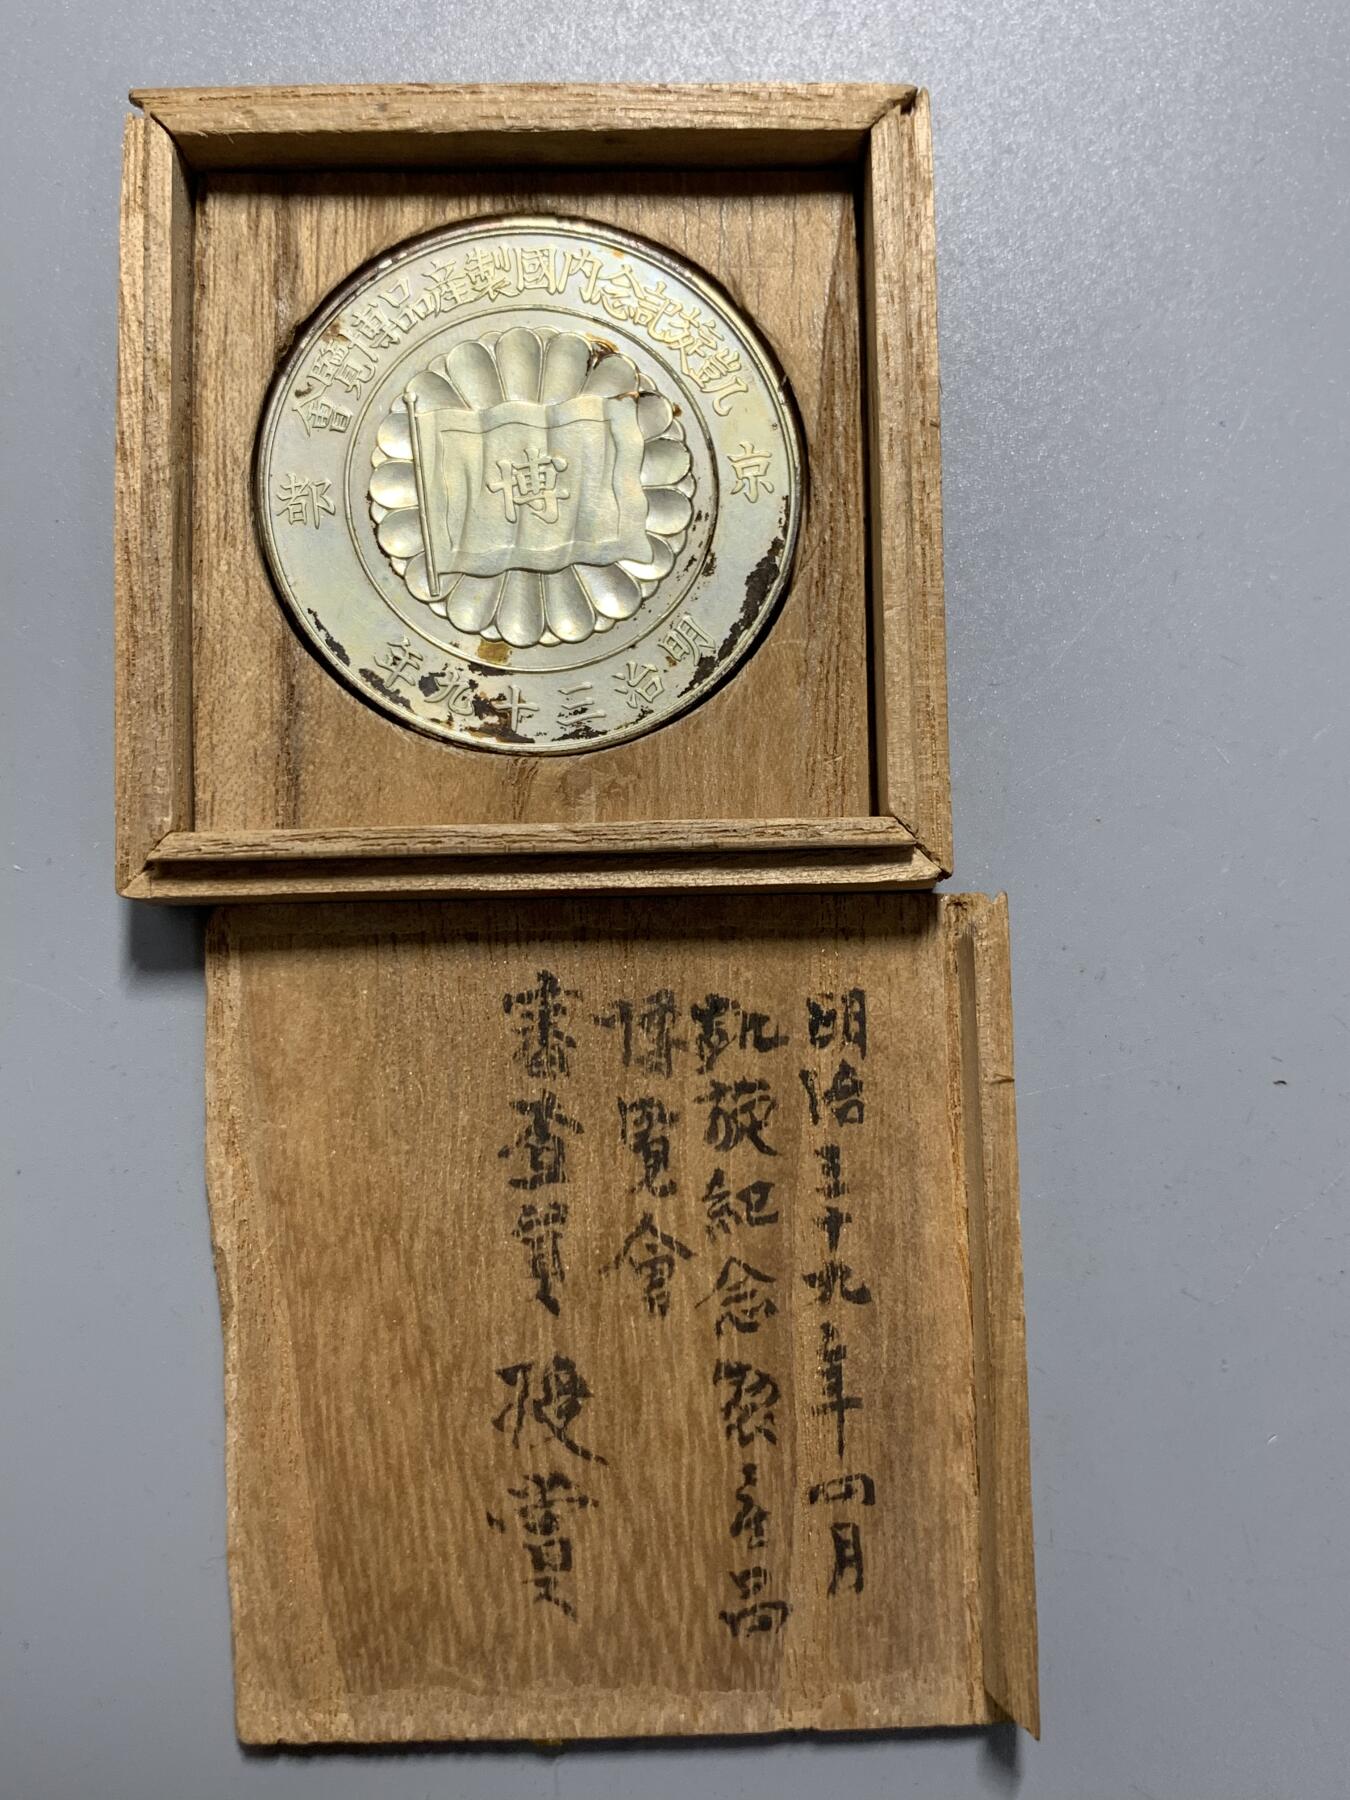 凱旋記念内國製産品博覽會
京都
博
明治三十九年
明治三十九年四月
凱旋紀念製産品
博覧會
審査員 授賞